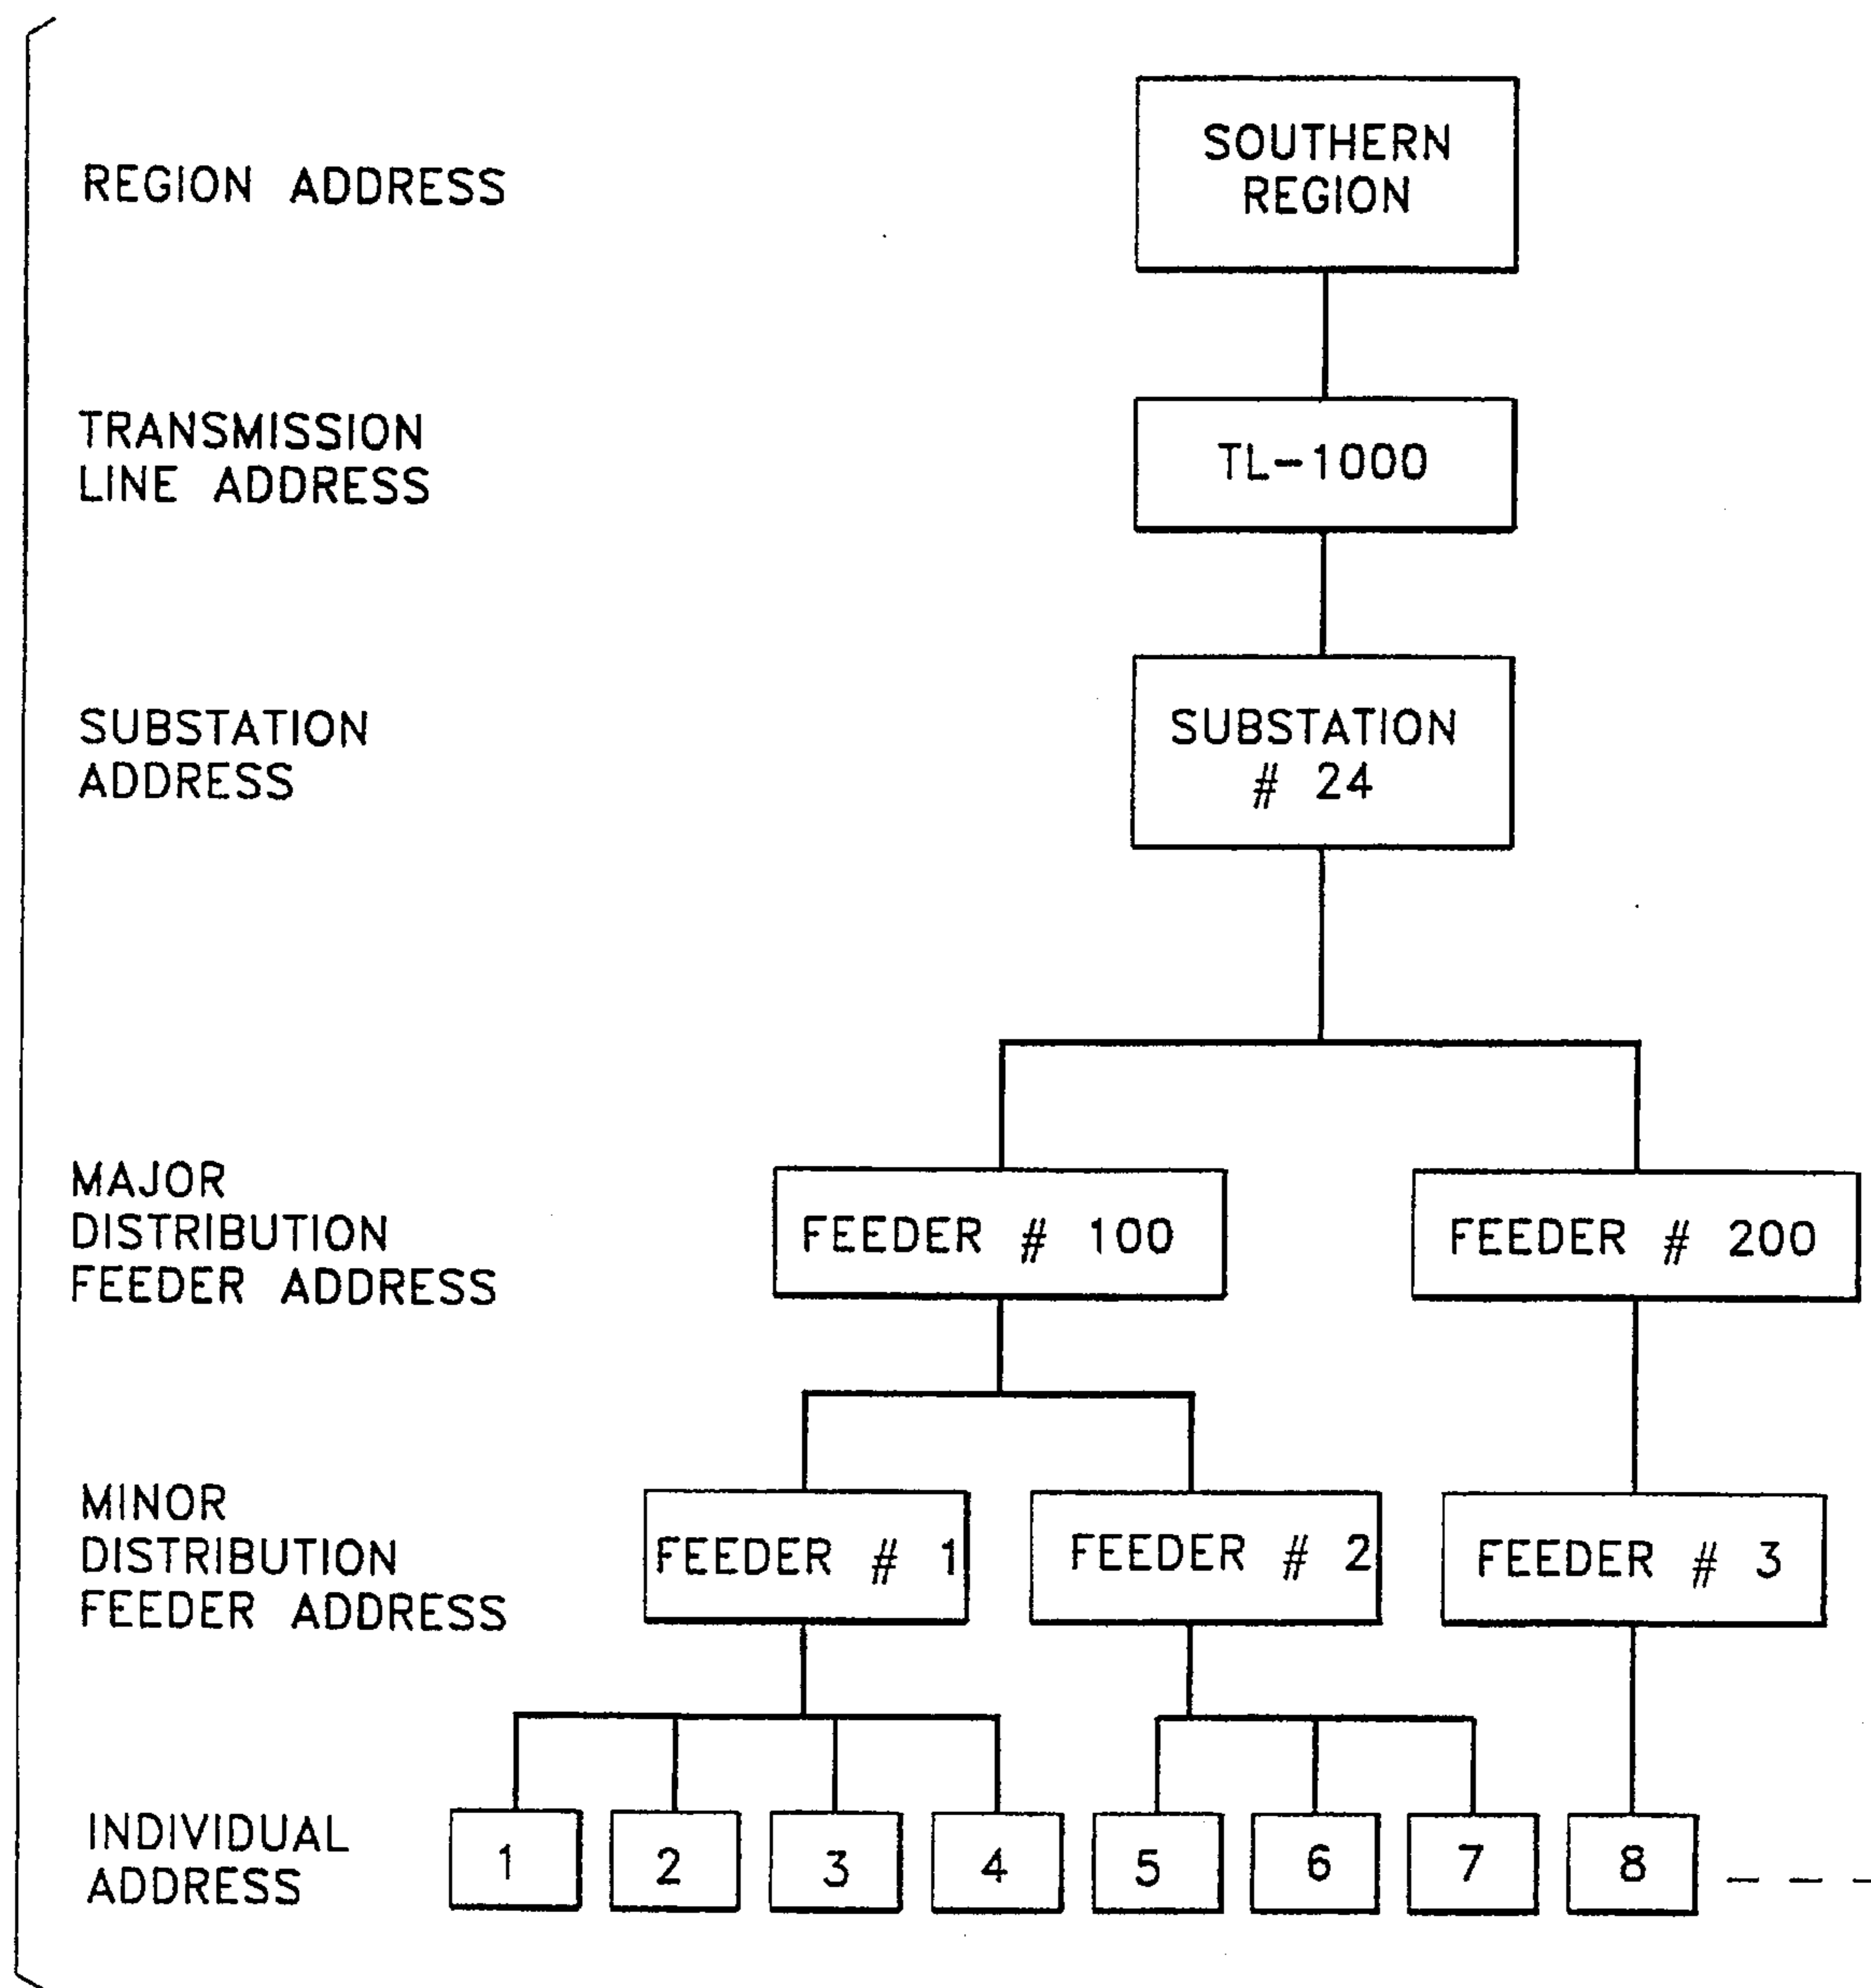 REGION ADDRESS
SOUTHERN
REGION
TRANSMISSION
LINE ADDRESS
TL-1000
SUBSTATION
ADDRESS
SUBSTATION
# 24
MAJOR
DISTRIBUTION
FEEDER ADDRESS
FEEDER # 100
FEEDER # 200
MINOR
DISTRIBUTION
FEEDER ADDRESS
FEEDER # 1
FEEDER # 2
FEEDER # 3
INDIVIDUAL
ADDRESS
1 2 3 4 5 6 7 8